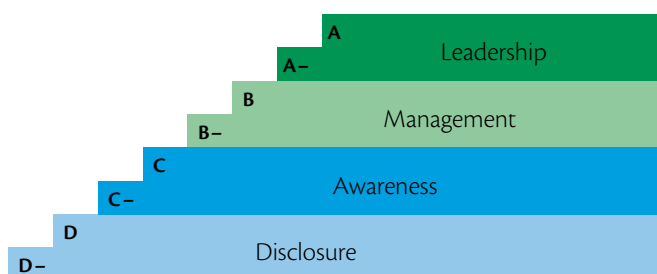 A
Leadership
A–
B
Management
B–
C
Awareness
C–
D
Disclosure
D–